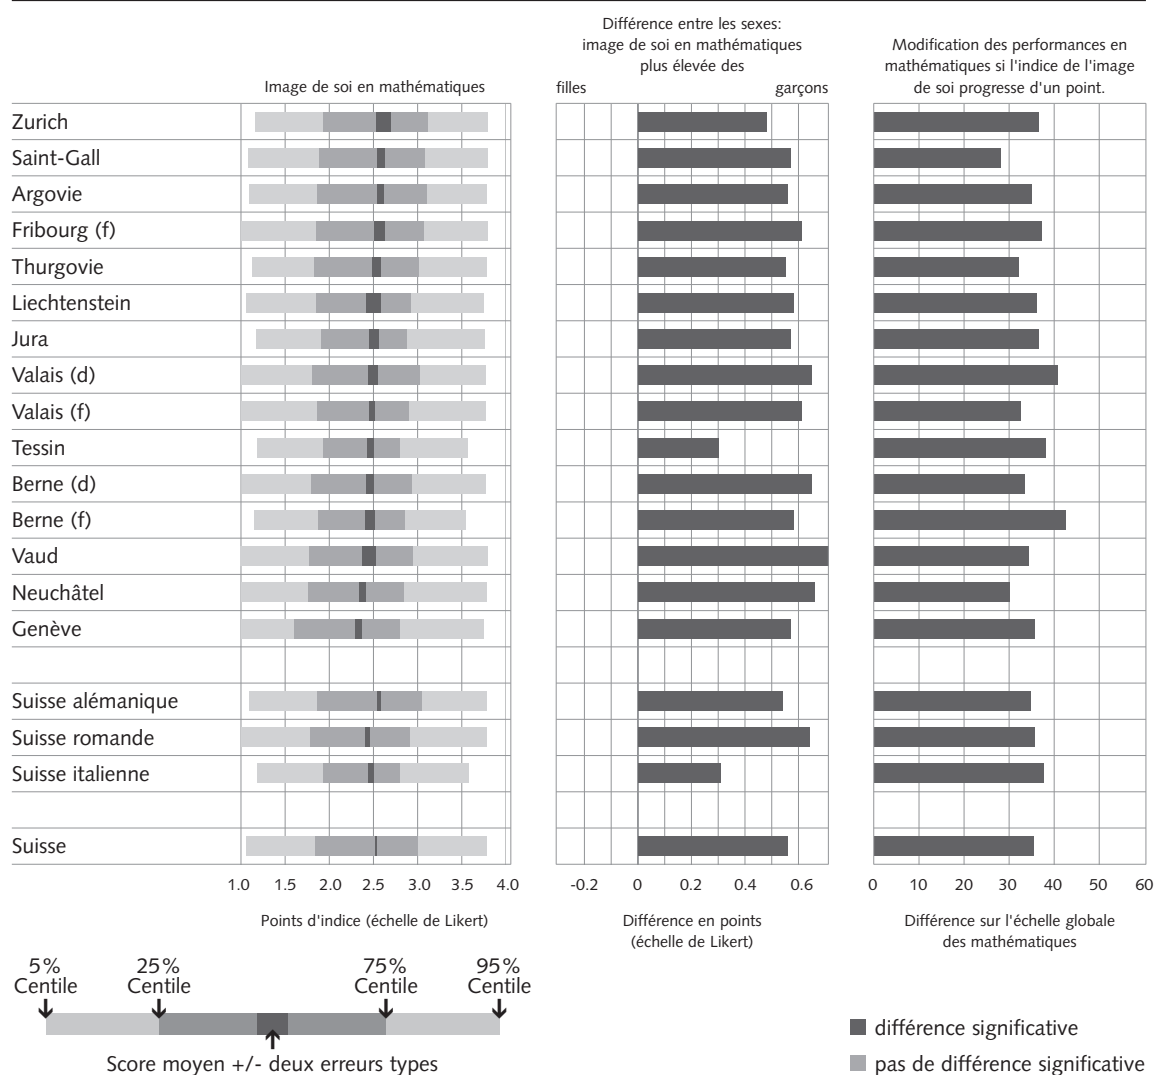 Différence entre les sexes:
image de soi en mathématiques
plus élevée des
Modification des performances en
mathématiques si l'indice de l'image
de soi progresse d'un point.
Image de soi en mathématiques
filles
garçons
Zurich
Saint-Gall
Argovie
Fribourg (f)
Thurgovie
Liechtenstein
Jura
Valais (d)
Valais (f)
Tessin
Berne (d)
Berne (f)
Vaud
Neuchâtel
Genève
Suisse alémanique
Suisse romande
Suisse italienne
Suisse
1.0 1.5 2.0 2.5 3.0 3.5 4.0
-0.2 0 0.2 0.4 0.6
0 10 20 30 40 50 60
Points d'indice (échelle de Likert)
Différence en points
(échelle de Likert)
Différence sur l'échelle globale
des mathématiques
5% 25% 75% 95%
Centile Centile Centile Centile
Score moyen +/- deux erreurs types
différence significative
pas de différence significative